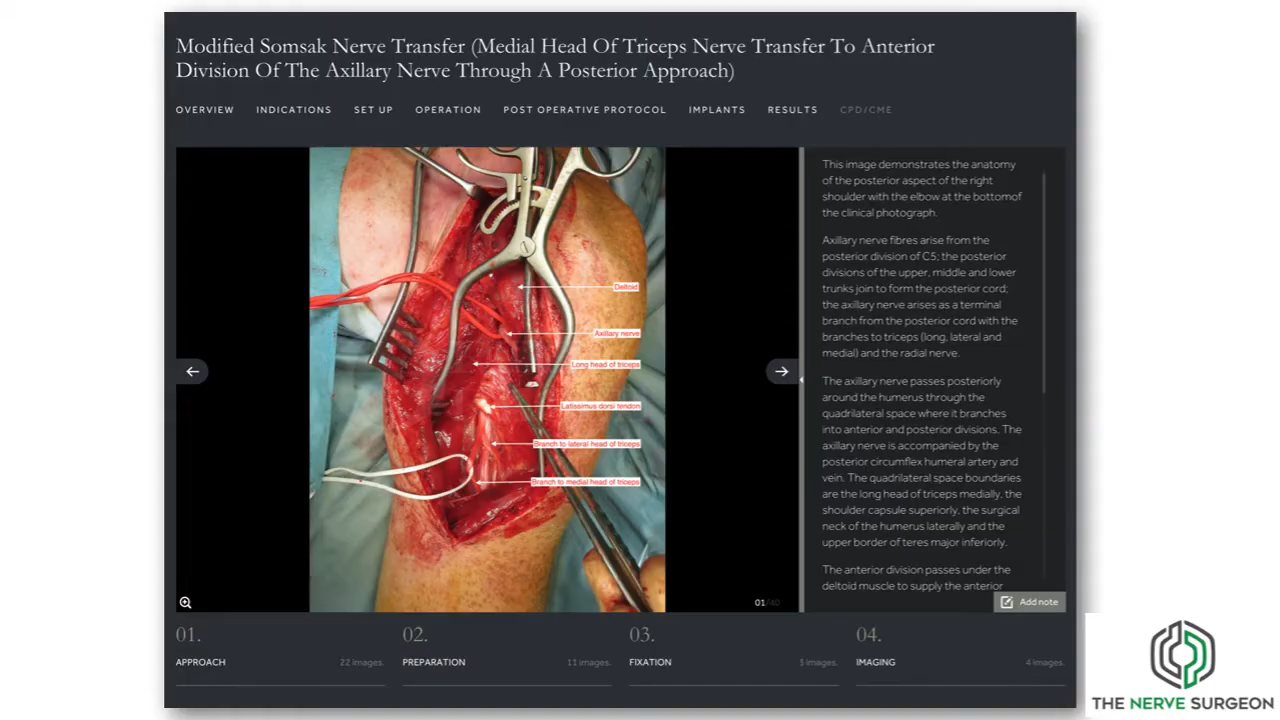 Modified Somsak Nerve Transfer (Medial Head Of Triceps Nerve Transfer To Anterior
Division Of The Axillary Nerve Through A Posterior Approach)
OVERVIEW INDICATIONS SET UP OPERATION POST OPERATIVE PROTOCOL IMPLANTS RESULTS CPD/CME
Deltoid
Axillary nerve
Long head of triceps
Latissimus dorsi tendon
Branch to lateral head of triceps
Branch to medial head of triceps
01/40
This image demonstrates the anatomy
of the posterior aspect of the right
shoulder with the elbow at the bottomof
the clinical photograph.
Axillary nerve fibres arise from the
posterior division of C5; the posterior
divisions of the upper, middle and lower
trunks join to form the posterior cord;
the axillary nerve arises as a terminal
branch from the posterior cord with the
branches to triceps (long, lateral and
medial) and the radial nerve.
The axillary nerve passes posteriorly
around the humerus through the
quadrilateral space where it branches
into anterior and posterior divisions. The
axillary nerve is accompanied by the
posterior circumflex humeral artery and
vein. The quadrilateral space boundaries
are the long head of triceps medially, the
shoulder capsule superiorly, the surgical
neck of the humerus laterally and the
upper border of teres major inferiorly.
The anterior division passes under the
deltoid muscle to supply the anterior
Add note
01. 02. 03. 04.
APPROACH 22 images. PREPARATION 11 images. FIXATION 3 images. IMAGING 4 images.
THE NERVE SURGEON